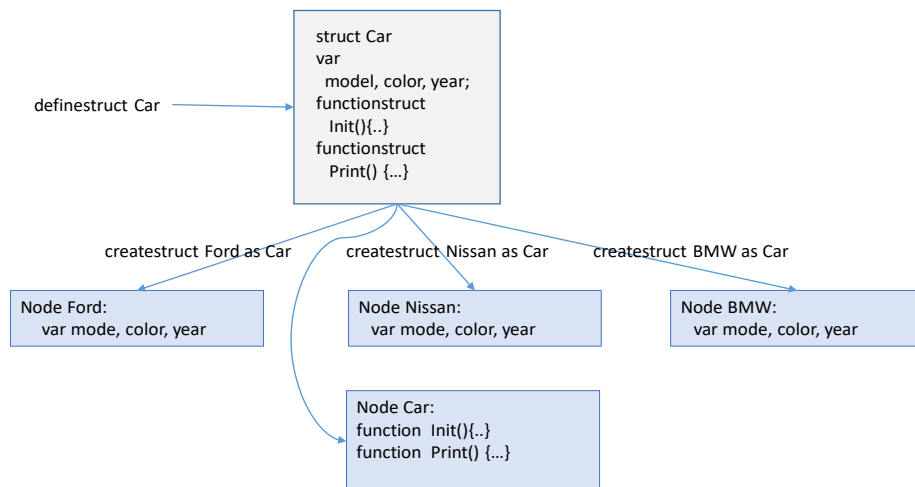 struct Car
var
model, color, year;
functionstruct
Init(){..}
functionstruct
Print() {...}
definestruct Car
createstruct Ford as Car
createstruct Nissan as Car
createstruct BMW as Car
Node Ford:
var mode, color, year
Node Nissan:
var mode, color, year
Node BMW:
var mode, color, year
Node Car:
function Init(){..}
function Print() {...}